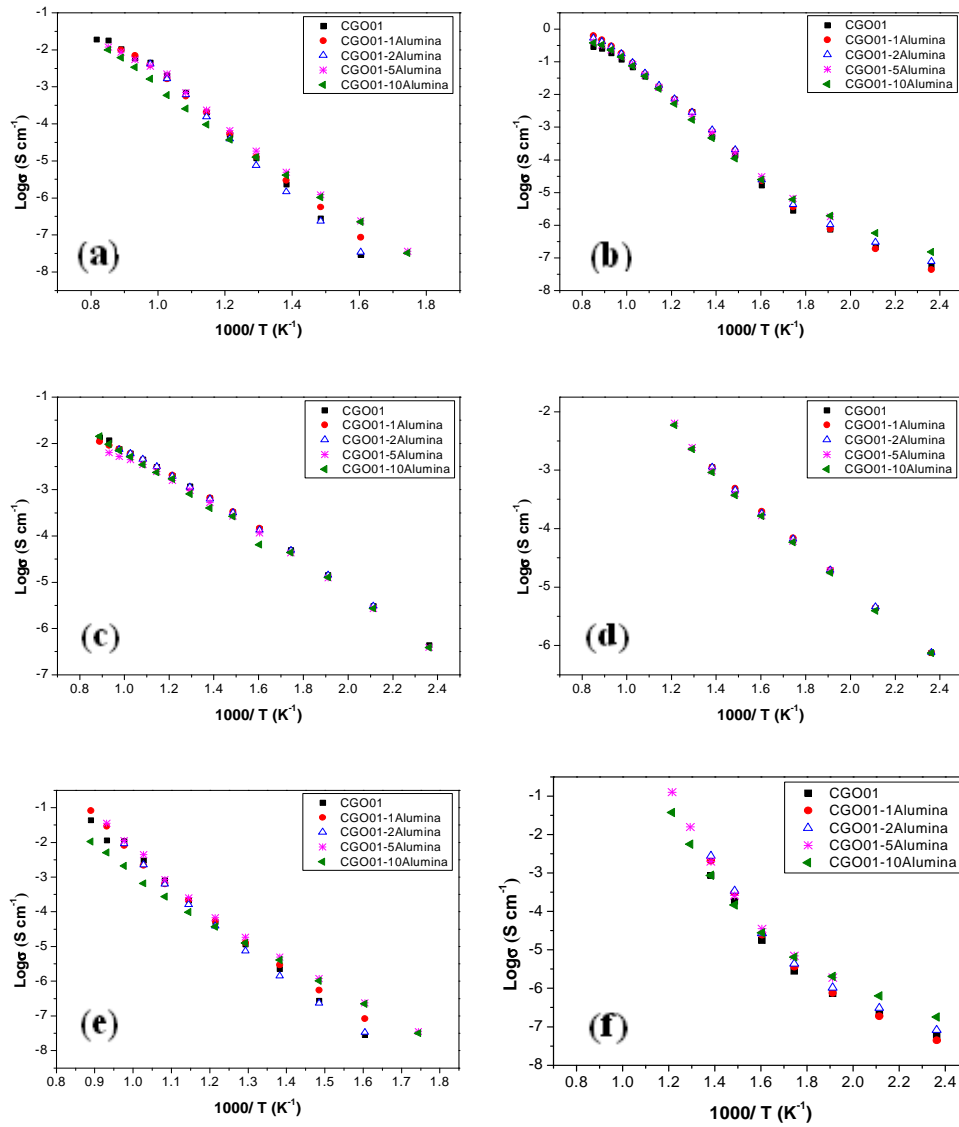 CGO01
CGO01-1Alumina
CGO01-2Alumina
CGO01-5Alumina
CGO01-10Alumina
-1
-2
-3
-4
-5
-6
-7
-8
Logσ (S cm⁻¹)
(a)
0.8 1.0 1.2 1.4 1.6 1.8
1000/ T (K⁻¹)
CGO01
CGO01-1Alumina
CGO01-2Alumina
CGO01-5Alumina
CGO01-10Alumina
0
-1
-2
-3
-4
-5
-6
-7
-8
Logσ (S cm⁻¹)
(b)
0.8 1.0 1.2 1.4 1.6 1.8 2.0 2.2 2.4
1000/ T (K⁻¹)
CGO01
CGO01-1Alumina
CGO01-2Alumina
CGO01-5Alumina
CGO01-10Alumina
-1
-2
-3
-4
-5
-6
-7
Logσ (S cm⁻¹)
(c)
0.8 1.0 1.2 1.4 1.6 1.8 2.0 2.2 2.4
1000/ T (K⁻¹)
CGO01
CGO01-1Alumina
CGO01-2Alumina
CGO01-5Alumina
CGO01-10Alumina
-2
-3
-4
-5
-6
Logσ (S cm⁻¹)
(d)
0.8 1.0 1.2 1.4 1.6 1.8 2.0 2.2 2.4
1000/ T (K⁻¹)
CGO01
CGO01-1Alumina
CGO01-2Alumina
CGO01-5Alumina
CGO01-10Alumina
-1
-2
-3
-4
-5
-6
-7
-8
Logσ (S cm⁻¹)
(e)
0.8 0.9 1.0 1.1 1.2 1.3 1.4 1.5 1.6 1.7 1.8
1000/ T (K⁻¹)
CGO01
CGO01-1Alumina
CGO01-2Alumina
CGO01-5Alumina
CGO01-10Alumina
-1
-2
-3
-4
-5
-6
-7
-8
Logσ (S cm⁻¹)
(f)
0.8 1.0 1.2 1.4 1.6 1.8 2.0 2.2 2.4
1000/ T (K⁻¹)